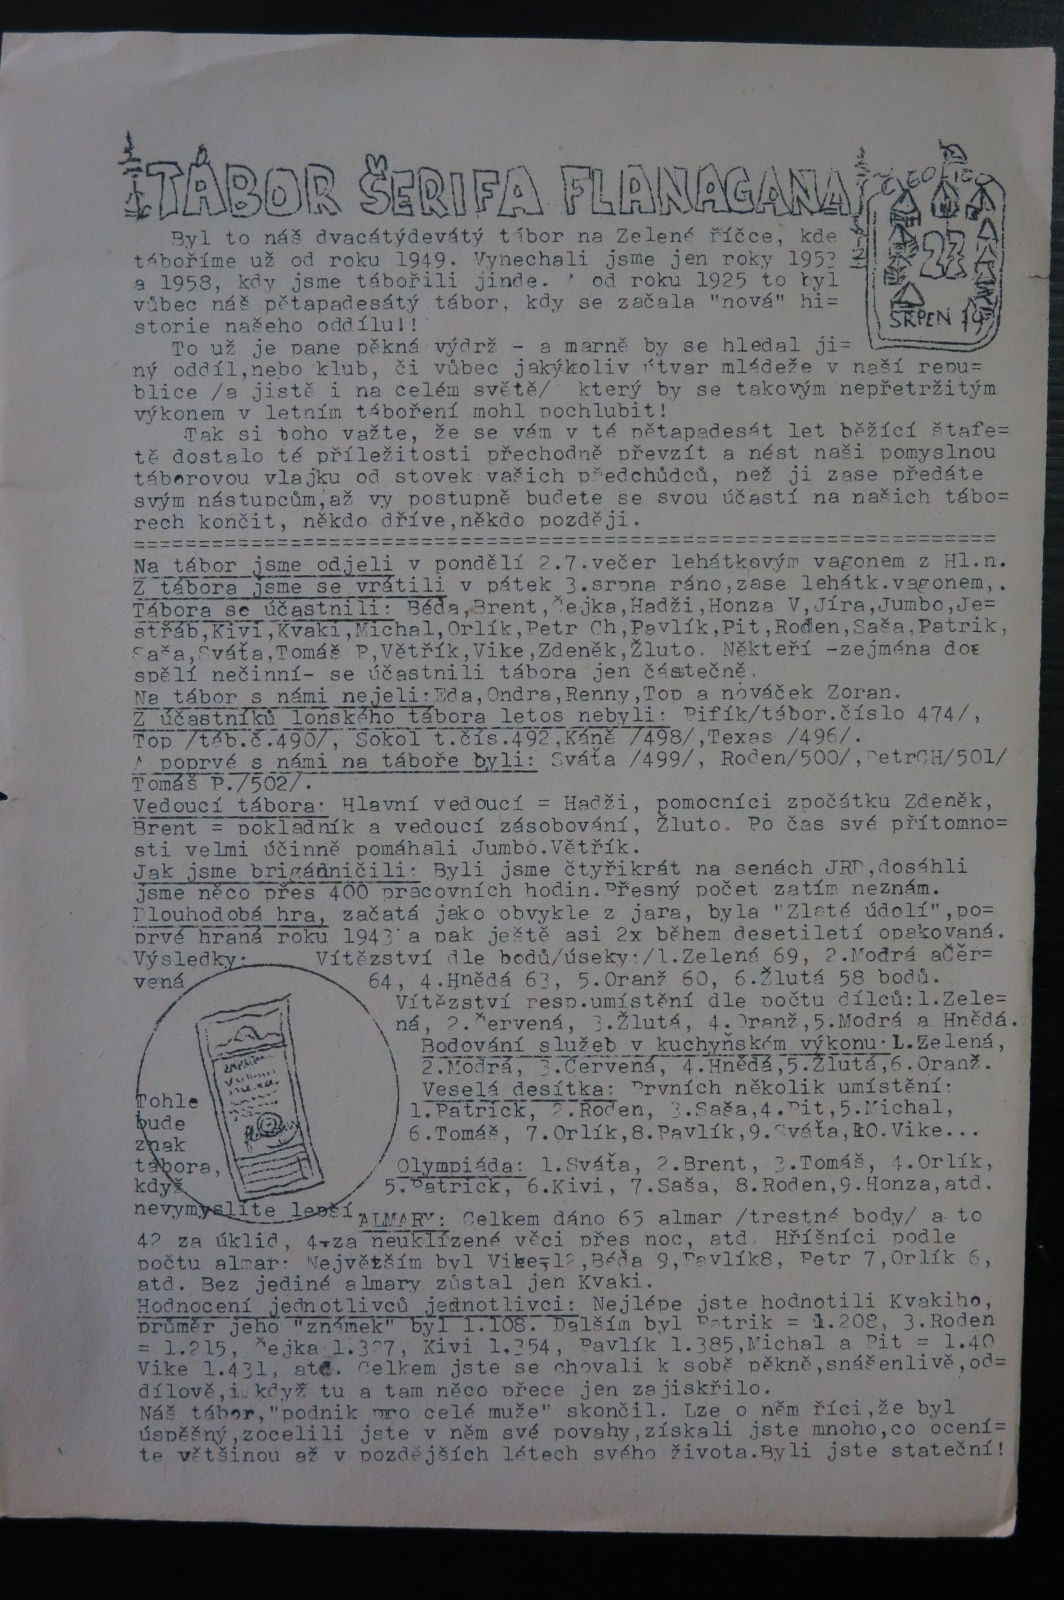 TÁBOR ŠERIFA FLANAGANA
27
SRPEN 19
Byl to náš dvacátýdevátý tábor na Zelené říčce, kde
táboříme už od roku 1949. Vynechali jsme jen roky
a 1958, kdy jsme tábořili jinde. A od roku 1925 to byl
vůbec náš pětapadesátý tábor, kdy se začala "nová" hi=
storie našeho oddílu!!
To už je pane pěkná výdrž - a marně by se hledal ji=
ný oddíl,nebo klub, či vůbec jakýkoliv útvar mládeže v naší repu=
blice /a jistě i na celém světě/ který by se takovým nepřetržitým
výkonem v letním táboření mohl pochlubit!
Tak si toho važte, že se vám v té pětapadesát let běžící štafe=
tě dostalo té příležitosti přechodně převzít a nést naši pomyslnou
táborovou vlajku od stovek vašich předchůdců, než ji zase předáte
svým nástupcům,až vy postupně budete se svou účastí na našich tábo=
rech končit, někdo dříve,někdo později.
=================================================================
Na tábor jsme odjeli v pondělí 2.7.večer lehátkovým vagonem z Hl.n.
Z tábora jsme se vrátili v pátek 3.srpna ráno,zase lehátk.vagonem,.
Tábora se účastnili: Béďa,Brent,Čejka,Hadži,Honza V,Jíra,Jumbo,Je=
střáb,Kiví,Kvaki,Michal,Orlík,Petr Ch,Pavlík,Pit,Roden,Saša,Patrik,
Saša,Sváťa,Tomáš P,Větřík,Vike,Zdeněk,Žluto. Někteří -zejména dos
spělí nečinní- se účastnili tábora jen částečně.
Na tábor s námi nejeli:Eda,Ondra,Renny,Top a nováček Zoran.
Z účastníků lonského tábora letos nebyli: Pifík/tábor.číslo 474/,
Top /táb.č.490/, Sokol t.čís.492,Káně /498/,Texas /496/.
A poprvé s námi na táboře byli: Sváťa /499/, Roden/500/,PetrCH/501/
Tomáš P./502/.
Vedoucí tábora: Hlavní vedoucí = Hadži, pomocníci zpočátku Zdeněk,
Brent = pokladník a vedoucí zásobování, Žluto. Po čas své přítomno=
sti velmi účinně pomáhali Jumbo.Větřík.
Jak jsme brigádničili: Byli jsme čtyřikrát na senách JRD,dosáhli
jsme něco přes 400 pracovních hodin.Přesný počet zatím neznám.
Dlouhodobá hra, začatá jako obvykle z jara, byla "Zlaté údolí",po=
prvé hraná roku 1943 a pak ještě asi 2x během desetiletí opakovaná.
Výsledky: Vítězství dle bodů/úseky:/1.Zelená 69, 2.Modrá aČer=
vená 64, 4.Hnědá 63, 5.Oranž 60, 6.Žlutá 58 bodů.
Vítězství resp.umístění dle počtu dílců:1.Zele=
ná, 2.Červená, 3.Žlutá, 4.Oranž,5.Modrá a Hnědá.
Bodování služeb v kuchyňském výkonu:1.Zelená,
2.Modrá, 3.Červená, 4.Hnědá,5.Žlutá,6.Oranž.
Veselá desítka: Prvních několik umístění:
1.Patrick, 2.Roden, 3.Saša,4.Pit,5.Michal,
6.Tomáš, 7.Orlík,8.Pavlík,9.Sváťa,10.Vike...
Olympiáda: 1.Sváťa, 2.Brent, 3.Tomáš, 4.Orlík,
5.Patrick, 6.Kivi, 7.Saša, 8.Roden,9.Honza,atd.
Tohle
bude
znak
tábora,
když
nevymyslíte lepší
ALMARY: Celkem dáno 65 almar /trestné body/ a to
42 za úklid, 4 za neuklízené věci přes noc, atd. Hříšníci podle
počtu almar: Největším byl Vike-12,Béďa 9,Pavlík8, Petr 7,Orlík 6,
atd. Bez jediné almary zůstal jen Kvaki.
Hodnocení jednotlivců jednotlivci: Nejlépe jste hodnotili Kvakiho,
průměr jeho "známek" byl 1.108. Dalším byl Patrik = 1.208, 3.Roden
= 1.215, Čejka Kivi 1.354, Pavlík 1.385,Michal a Pit = 1.40
Vike 1.431, atd. Celkem jste se chovali k sobě pěkně,snášenlivě,od=
dílově,i když tu a tam něco přece jen zajiskřilo.
Náš tábor,"podnik pro celé muže" skončil. Lze o něm říci,že byl
úspěšný,zocelili jste v něm své povahy,získali jste mnoho,co ocení=
te většinou až v pozdějších létech svého života.Byli jste stateční!